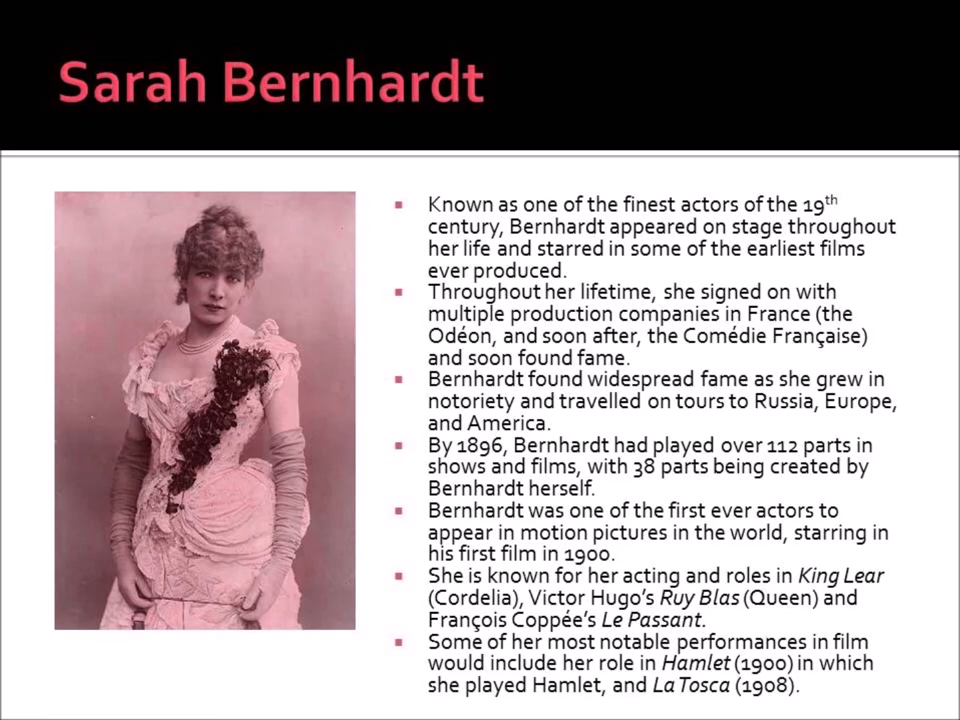 Sarah Bernhardt
Known as one of the finest actors of the 19th
century, Bernhardt appeared on stage throughout
her life and starred in some of the earliest films
ever produced.
Throughout her lifetime, she signed on with
multiple production companies in France (the
Odéon, and soon after, the Comédie Française)
and soon found fame.
Bernhardt found widespread fame as she grew in
notoriety and travelled on tours to Russia, Europe,
and America.
By 1896, Bernhardt had played over 112 parts in
shows and films, with 38 parts being created by
Bernhardt herself.
Bernhardt was one of the first ever actors to
appear in motion pictures in the world, starring in
his first film in 1900.
She is known for her acting and roles in King Lear
(Cordelia), Victor Hugo's Ruy Blas (Queen) and
François Coppée's Le Passant.
Some of her most notable performances in film
would include her role in Hamlet (1900) in which
she played Hamlet, and La Tosca (1908).